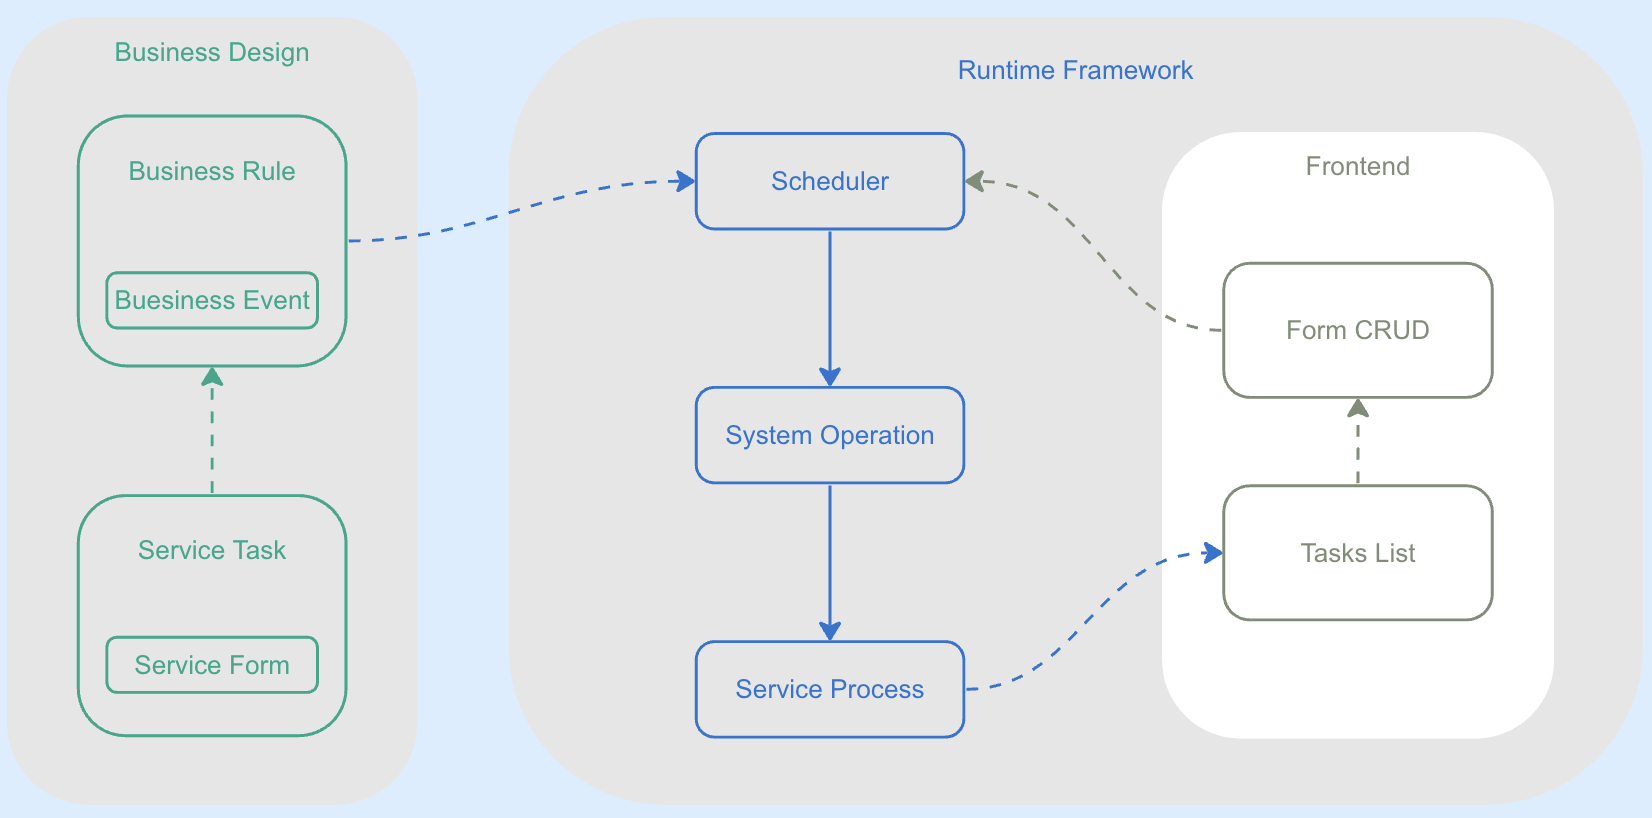 Business Design
Business Rule
Buesiness Event
Service Task
Service Form
Runtime Framework
Scheduler
System Operation
Service Process
Frontend
Form CRUD
Tasks List